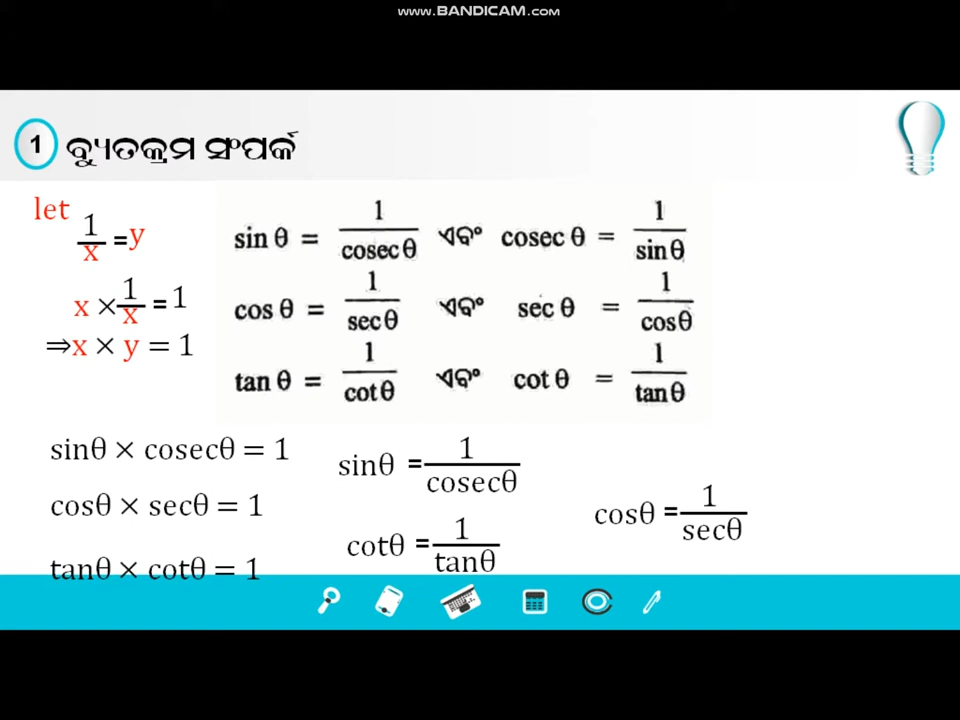 www.BANDICAM.com
1 ବ୍ୟୁତକ୍ରମ ସଂପର୍କ
let
1/x = y
x × 1/x = 1
⇒ x × y = 1
sin θ = 1/cosec θ ଏବଂ cosec θ = 1/sin θ
cos θ = 1/sec θ ଏବଂ sec θ = 1/cos θ
tan θ = 1/cot θ ଏବଂ cot θ = 1/tan θ
sinθ × cosecθ = 1
cosθ × secθ = 1
tanθ × cotθ = 1
sinθ = 1/cosecθ
cotθ = 1/tanθ
cosθ = 1/secθ